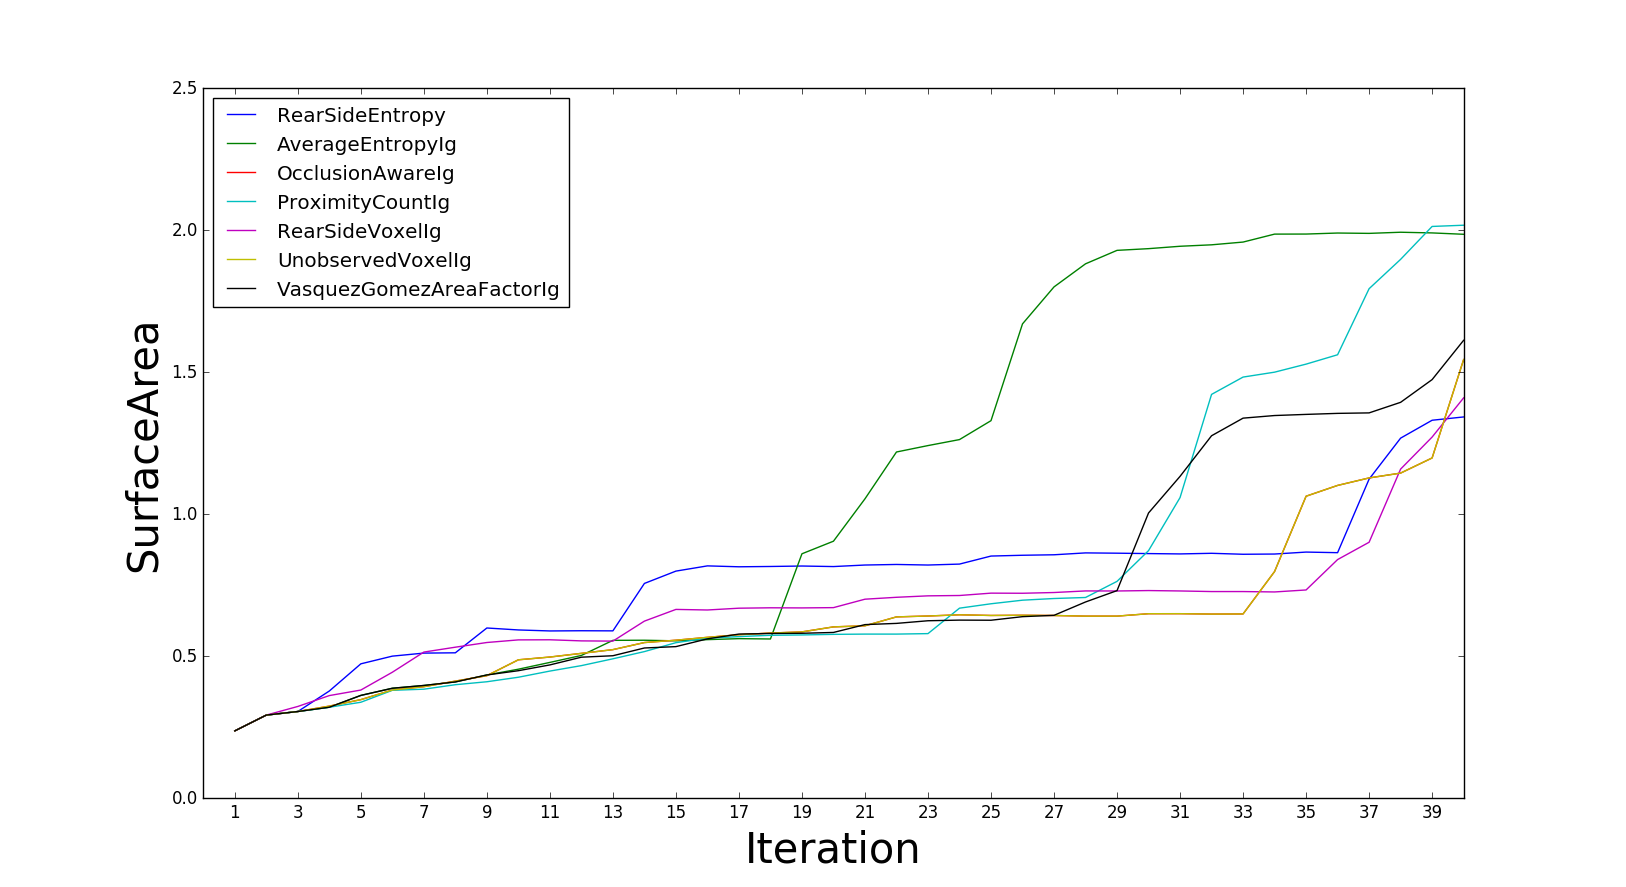 2.5
2.0
1.5
1.0
0.5
0.0
SurfaceArea
RearSideEntropy
AverageEntropyIg
OcclusionAwareIg
ProximityCountIg
RearSideVoxelIg
UnobservedVoxelIg
VasquezGomezAreaFactorIg
1 3 5 7 9 11 13 15 17 19 21 23 25 27 29 31 33 35 37 39
Iteration